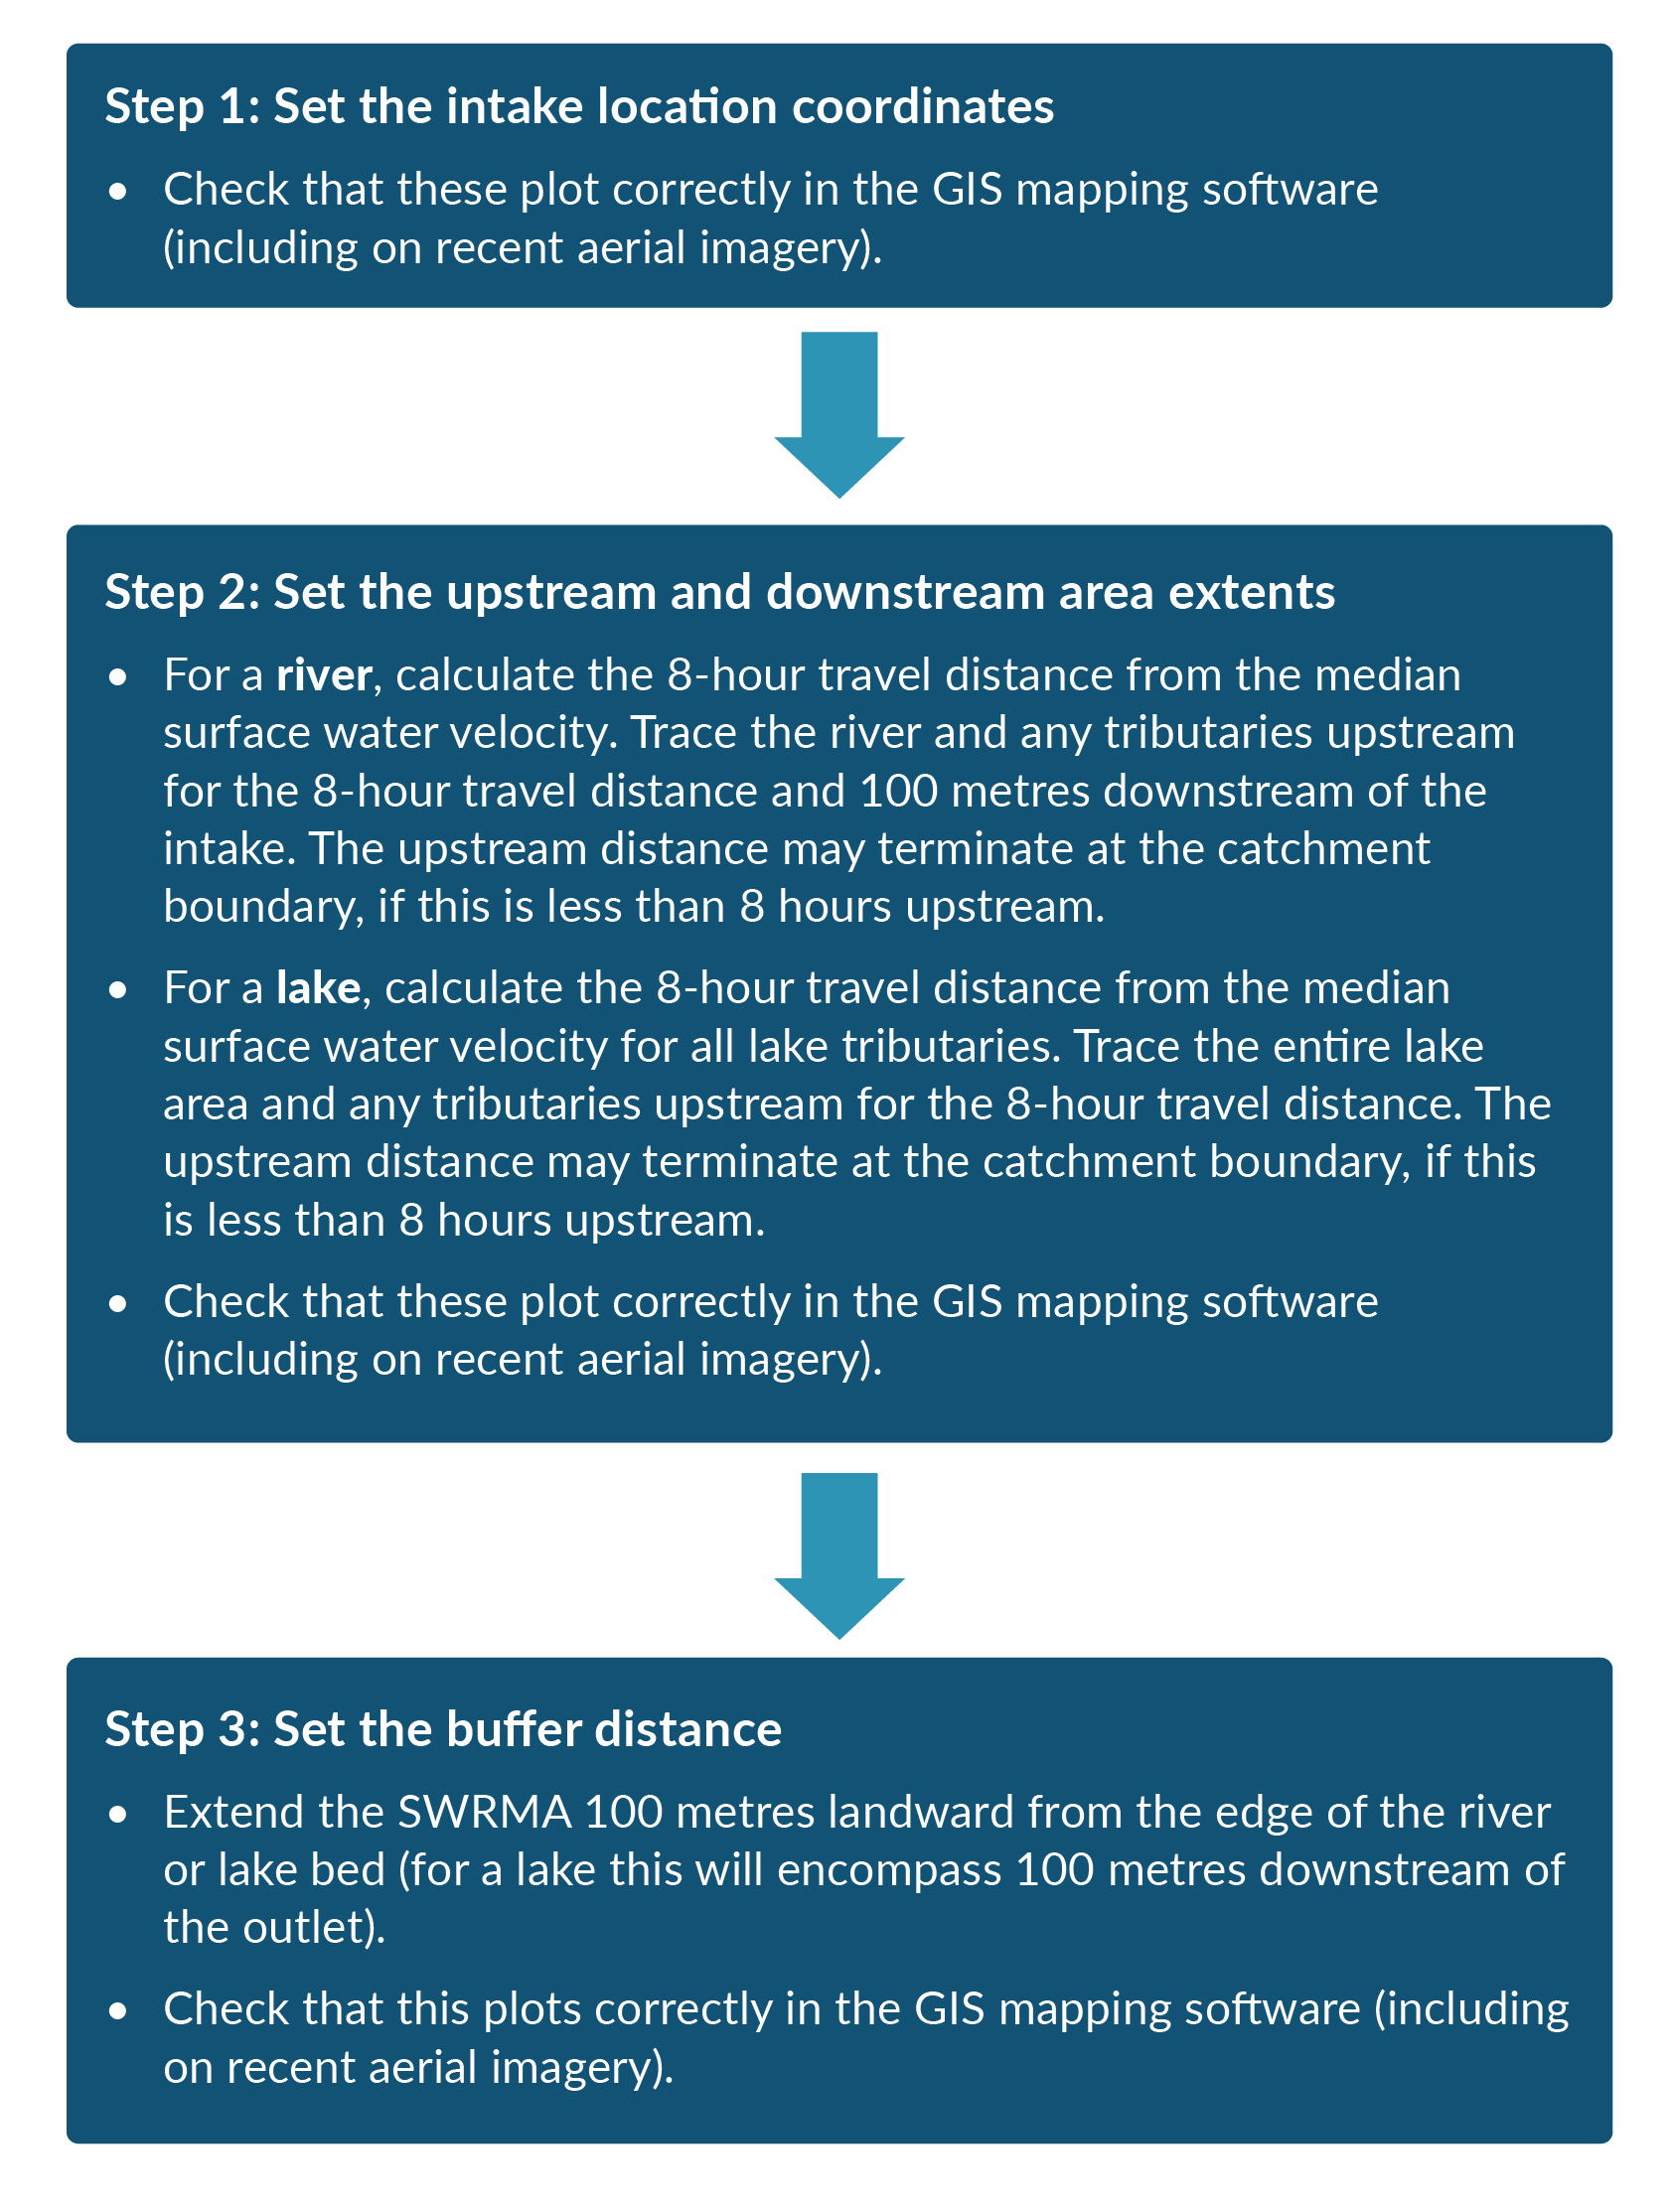 Step 1: Set the intake location coordinates
• Check that these plot correctly in the GIS mapping software
(including on recent aerial imagery).
Step 2: Set the upstream and downstream area extents
• For a river, calculate the 8-hour travel distance from the median
surface water velocity. Trace the river and any tributaries upstream
for the 8-hour travel distance and 100 metres downstream of the
intake. The upstream distance may terminate at the catchment
boundary, if this is less than 8 hours upstream.
• For a lake, calculate the 8-hour travel distance from the median
surface water velocity for all lake tributaries. Trace the entire lake
area and any tributaries upstream for the 8-hour travel distance. The
upstream distance may terminate at the catchment boundary, if this
is less than 8 hours upstream.
• Check that these plot correctly in the GIS mapping software
(including on recent aerial imagery).
Step 3: Set the buffer distance
• Extend the SWRMA 100 metres landward from the edge of the river
or lake bed (for a lake this will encompass 100 metres downstream of
the outlet).
• Check that this plots correctly in the GIS mapping software (including
on recent aerial imagery).